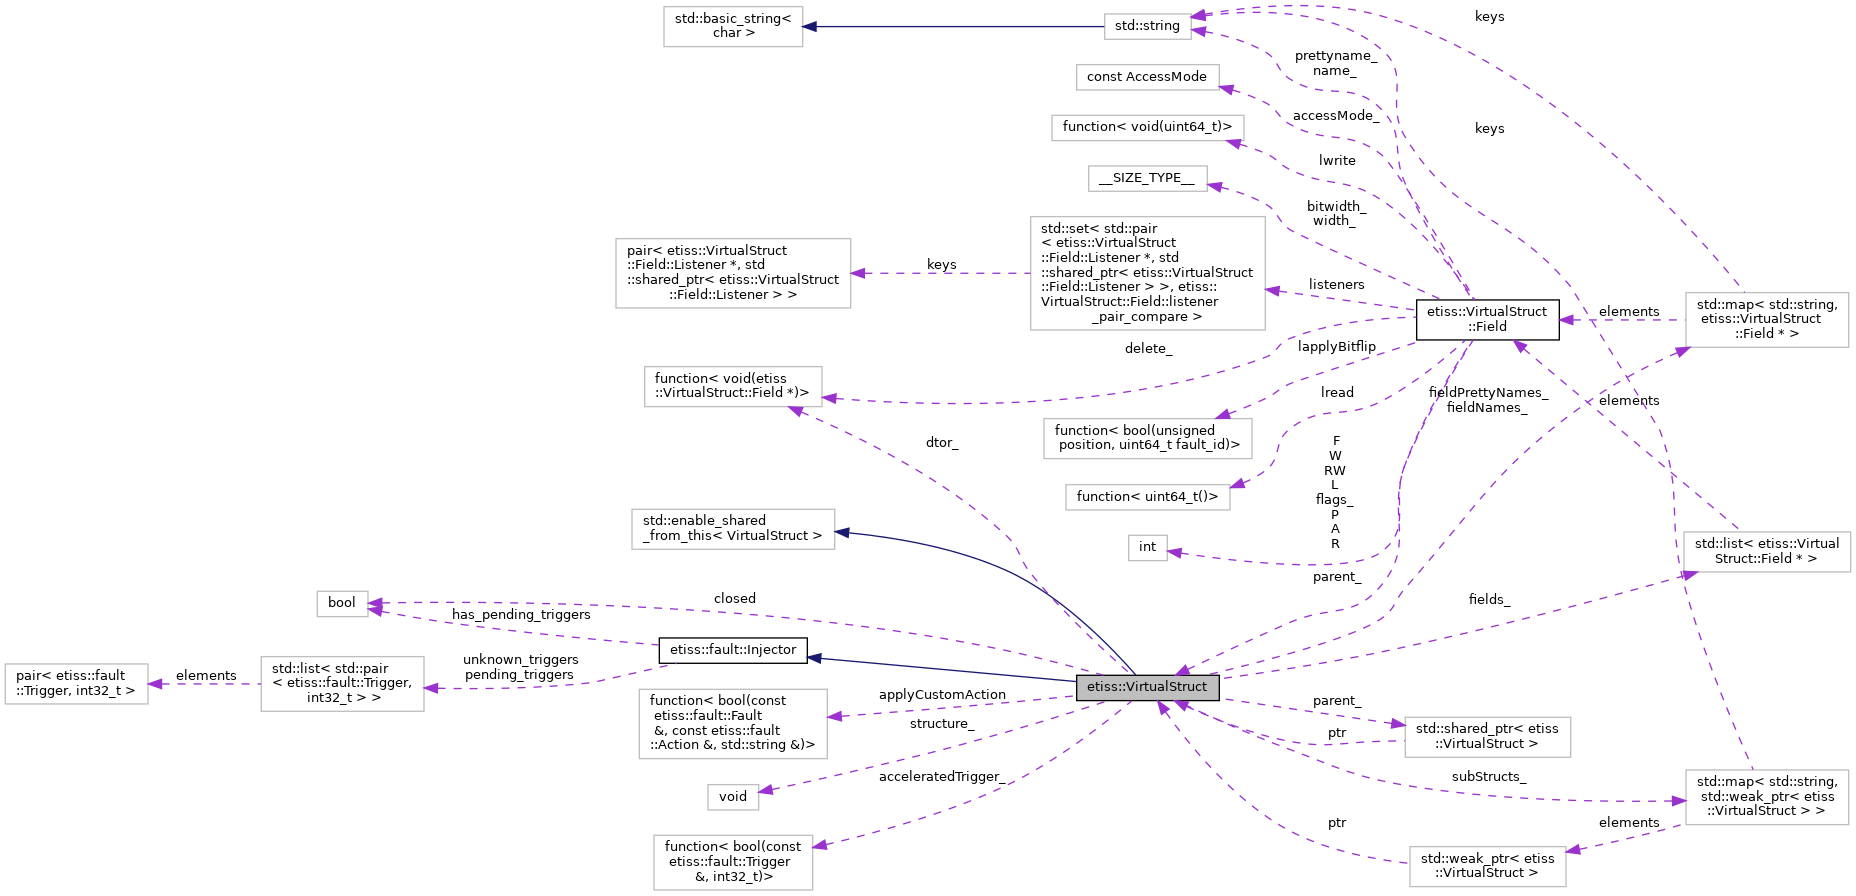 std::basic_string<
char >
std::string
keys
prettyname_
name_
const AccessMode
accessMode_
function< void(uint64_t)>
keys
lwrite
__SIZE_TYPE__
bitwidth_
width_
std::set< std::pair
< etiss::VirtualStruct
::Field::Listener *, std
::shared_ptr< etiss::VirtualStruct
::Field::Listener > >, etiss::
VirtualStruct::Field::listener
_pair_compare >
pair< etiss::VirtualStruct
::Field::Listener *, std
::shared_ptr< etiss::VirtualStruct
::Field::Listener > >
keys
listeners
etiss::VirtualStruct
::Field
elements
std::map< std::string,
etiss::VirtualStruct
::Field * >
delete_
lapplyBitflip
function< void(etiss
::VirtualStruct::Field *)>
lread
fieldPrettyNames_
fieldNames_
elements
function< bool(unsigned
position, uint64_t fault_id)>
dtor_
F
W
RW
L
flags_
P
A
R
function< uint64_t()>
std::enable_shared
_from_this< VirtualStruct >
int
std::list< etiss::Virtual
Struct::Field * >
parent_
bool
closed
has_pending_triggers
fields_
etiss::fault::Injector
unknown_triggers
pending_triggers
pair< etiss::fault
::Trigger, int32_t >
elements
std::list< std::pair
< etiss::fault::Trigger,
int32_t > >
etiss::VirtualStruct
applyCustomAction
function< bool(const
etiss::fault::Fault
&, const etiss::fault
::Action &, std::string &)>
structure_
parent_
ptr
std::shared_ptr< etiss
::VirtualStruct >
void
acceleratedTrigger_
subStructs_
std::map< std::string,
std::weak_ptr< etiss
::VirtualStruct > >
ptr
elements
function< bool(const
etiss::fault::Trigger
&, int32_t)>
std::weak_ptr< etiss
::VirtualStruct >